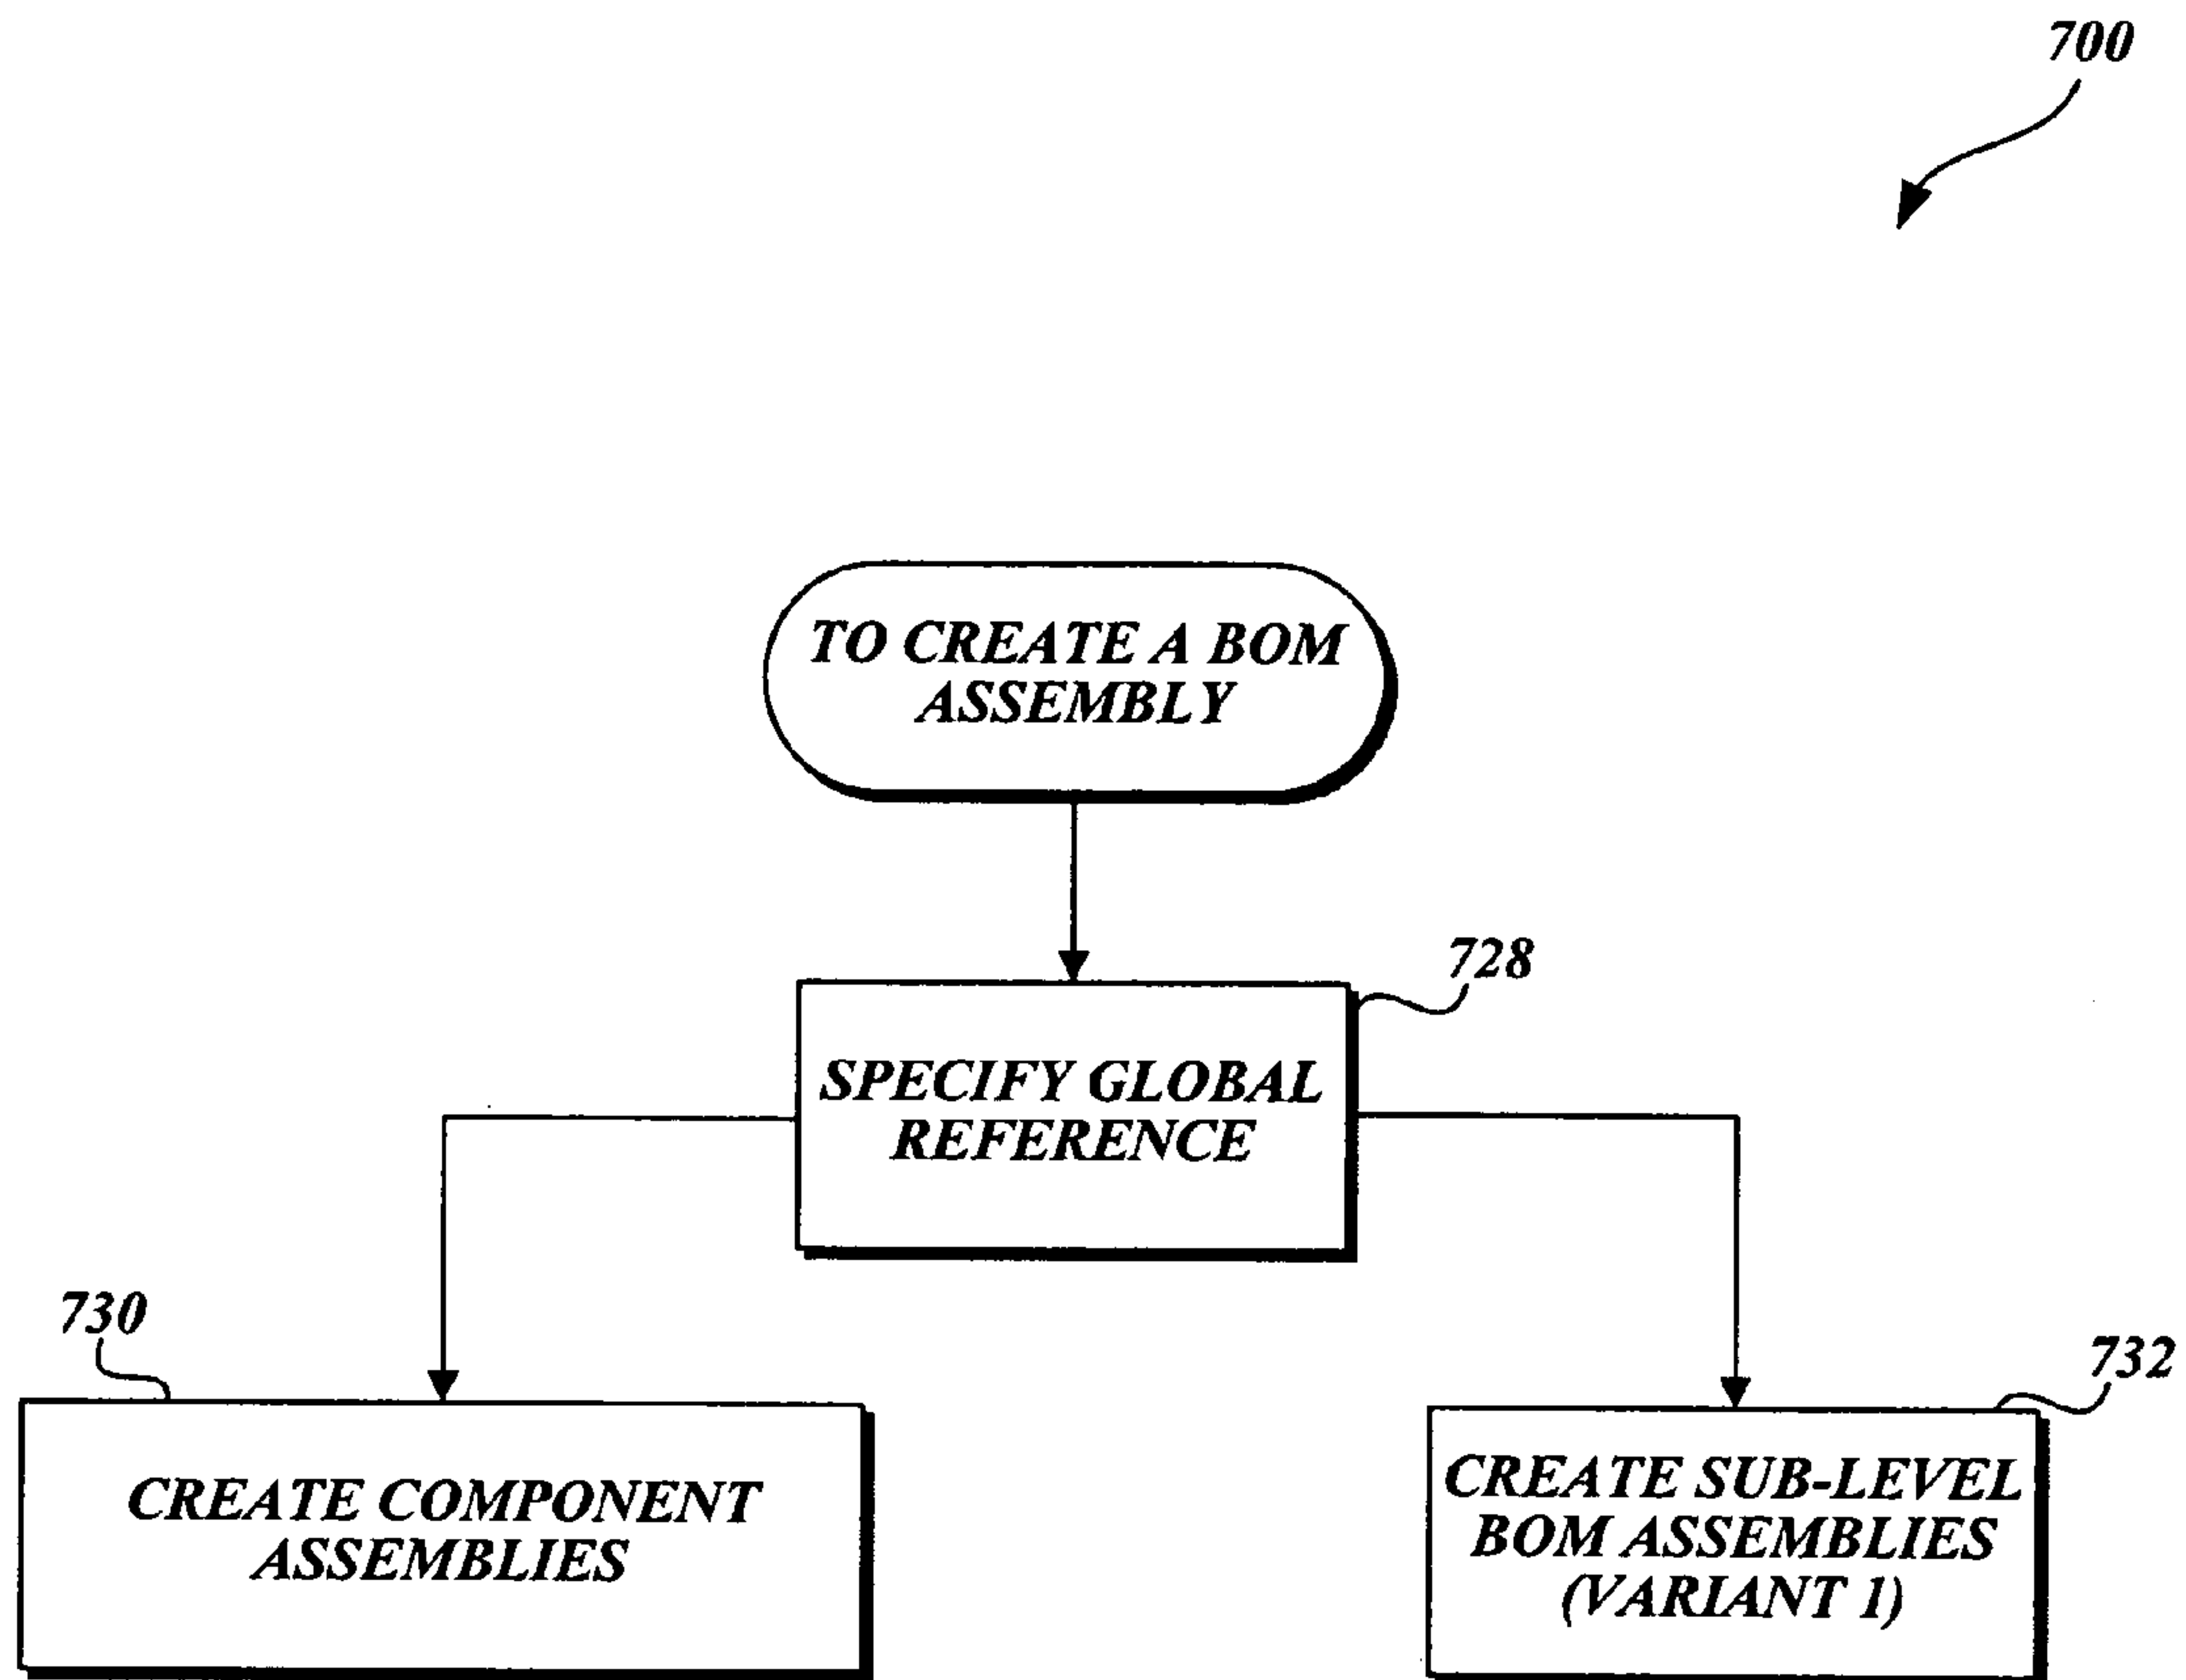 700
TO CREATE A BOM
ASSEMBLY
728
SPECIFY GLOBAL
REFERENCE
730
CREATE COMPONENT
ASSEMBLIES
732
CREATE SUB-LEVEL
BOM ASSEMBLIES
(VARIANT 1)